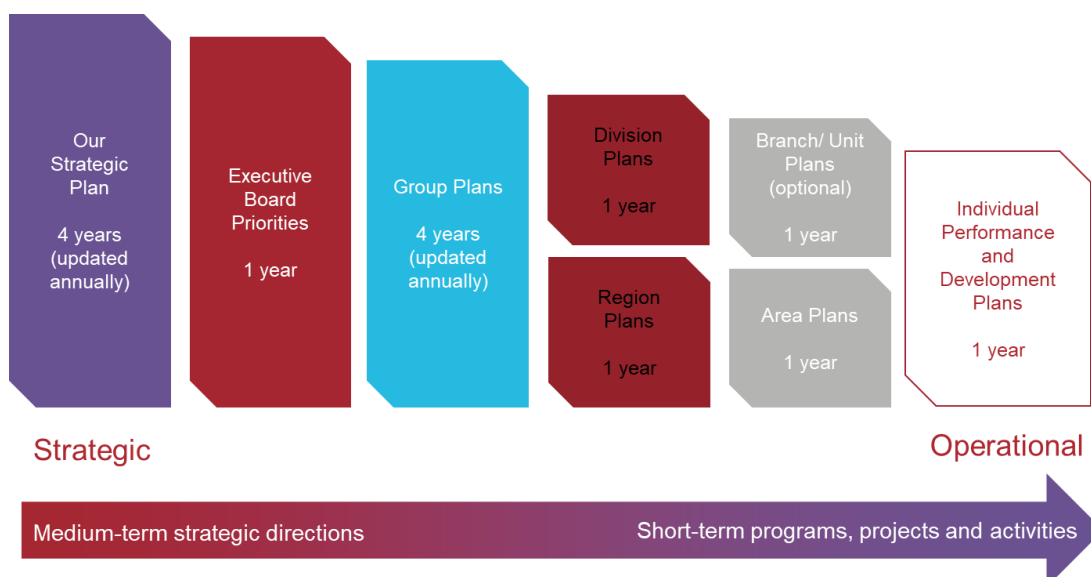 Our
Strategic
Plan
4 years
(updated
annually)
Executive
Board
Priorities
1 year
Group Plans
4 years
(updated
annually)
Division
Plans
1 year
Region
Plans
1 year
Branch/ Unit
Plans
(optional)
1 year
Area Plans
1 year
Individual
Performance
and
Development
Plans
1 year
Strategic
Operational
Medium-term strategic directions
Short-term programs, projects and activities